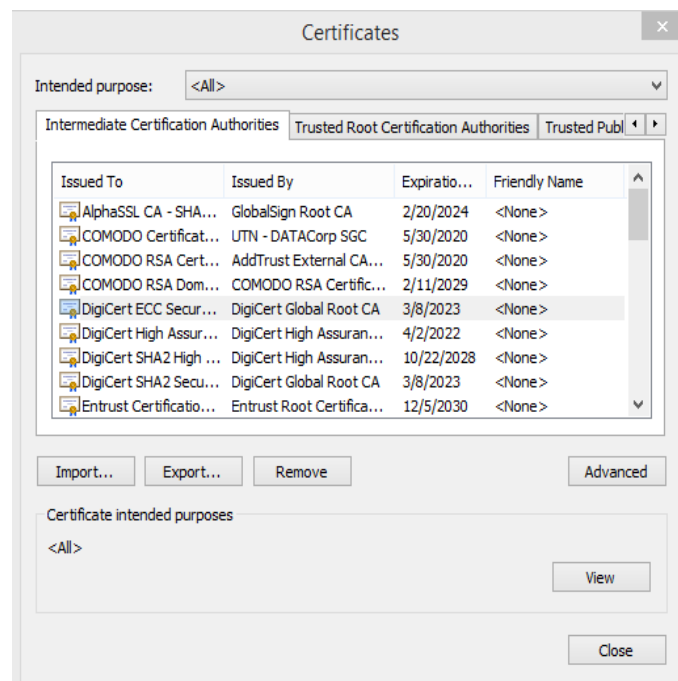 Certificates
Intended purpose: <All>
Intermediate Certification Authorities Trusted Root Certification Authorities Trusted Publ
Issued To Issued By Expiratio... Friendly Name
AlphaSSL CA - SHA... GlobalSign Root CA 2/20/2024 <None>
COMODO Certificat... UTN - DATACorp SGC 5/30/2020 <None>
COMODO RSA Cert... AddTrust External CA... 5/30/2020 <None>
COMODO RSA Dom... COMODO RSA Certific... 2/11/2029 <None>
DigiCert ECC Secur... DigiCert Global Root CA 3/8/2023 <None>
DigiCert High Assur... DigiCert High Assuran... 4/2/2022 <None>
DigiCert SHA2 High ... DigiCert High Assuran... 10/22/2028 <None>
DigiCert SHA2 Secu... DigiCert Global Root CA 3/8/2023 <None>
Entrust Certificatio... Entrust Root Certifica... 12/5/2030 <None>
Import... Export... Remove Advanced
Certificate intended purposes
<All>
View
Close